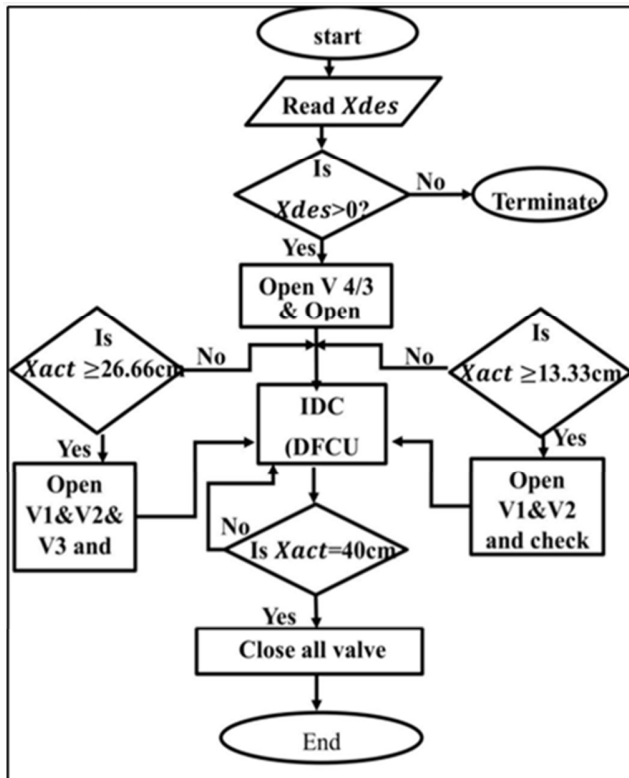 start
Read Xdes
Is
Xdes>0?
No
Terminate
Yes
Open V 4/3
& Open
Is
Xact ≥26.66cm
No
No
Is
Xact ≥13.33cm
IDC
(DFCU
Yes
Open
V1&V2&
V3 and
Yes
Open
V1&V2
and check
No
Is Xact=40cm
Yes
Close all valve
End